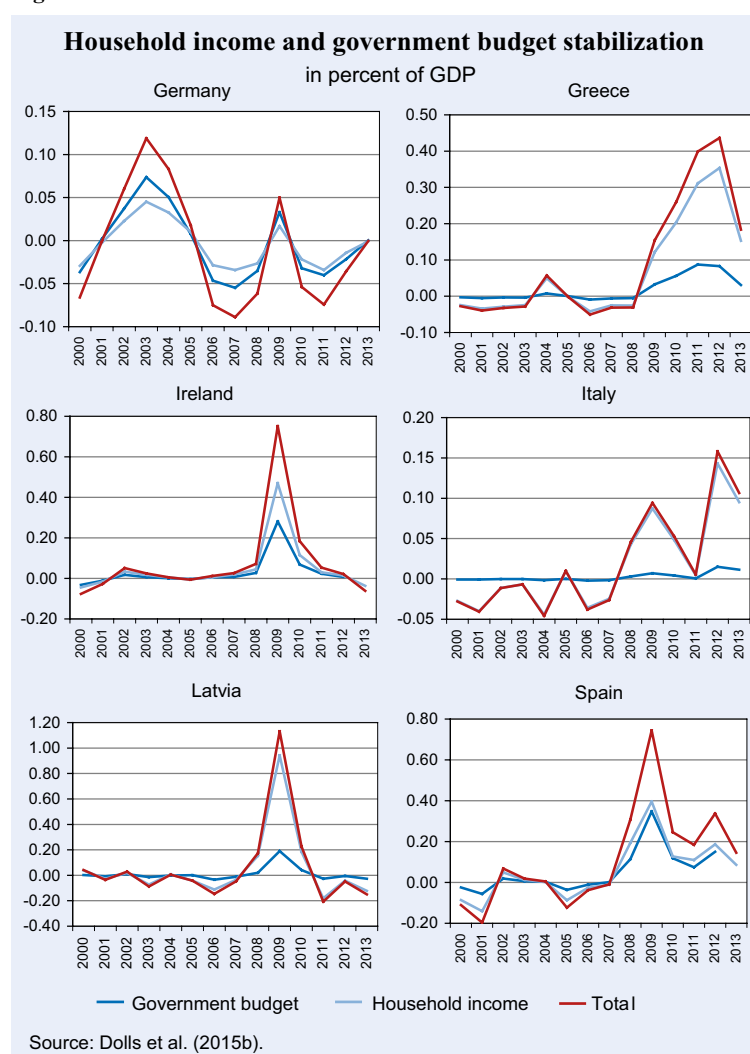 Household income and government budget stabilization
in percent of GDP
Germany
0.15
0.10
0.05
0.00
-0.05
-0.10
2000 2001 2002 2003 2004 2005 2006 2007 2008 2009 2010 2011 2012 2013
Greece
0.50
0.40
0.30
0.20
0.10
0.00
-0.10
2000 2001 2002 2003 2004 2005 2006 2007 2008 2009 2010 2011 2012 2013
Ireland
0.80
0.60
0.40
0.20
0.00
-0.20
2000 2001 2002 2003 2004 2005 2006 2007 2008 2009 2010 2011 2012 2013
Italy
0.20
0.15
0.10
0.05
0.00
-0.05
2000 2001 2002 2003 2004 2005 2006 2007 2008 2009 2010 2011 2012 2013
Latvia
1.20
1.00
0.80
0.60
0.40
0.20
0.00
-0.20
-0.40
2000 2001 2002 2003 2004 2005 2006 2007 2008 2009 2010 2011 2012 2013
Spain
0.80
0.60
0.40
0.20
0.00
-0.20
2000 2001 2002 2003 2004 2005 2006 2007 2008 2009 2010 2011 2012 2013
Government budget Household income Total
Source: Dolls et al. (2015b).